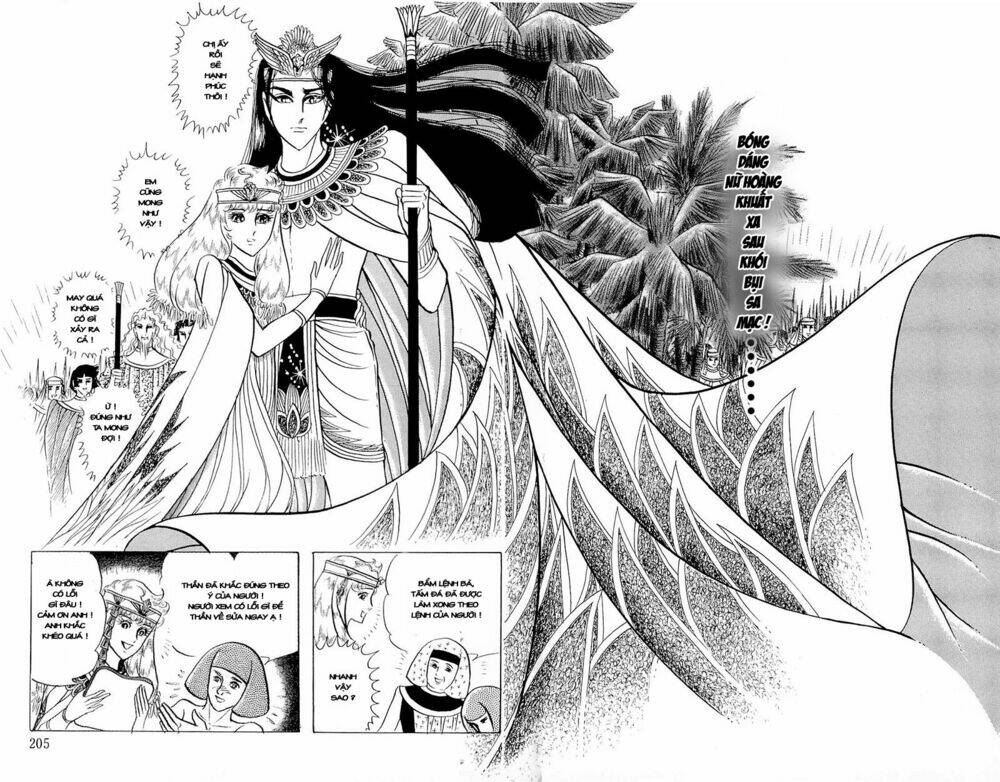 BÓNG
DÁNG
NỮ HOÀNG
KHUẤT
XA
SAU
KHỐI
BỤI
SA
MẠC !
CHỊ ẤY
RỒI
SẼ
HẠNH
PHÚC
THÔI !
EM
CŨNG
MONG
NHƯ
VẬY !
MAY QUÁ
KHÔNG
CÓ GÌ
XẢY RA
CẢ !
Ừ !
ĐÚNG NHƯ
TA MONG
ĐỢI !
BẨM LỆNH BÀ,
TẤM ĐÁ ĐÃ ĐƯỢC
LÀM XONG THEO
LỆNH CỦA NGƯỜI !
NHANH
VẬY
SAO ?
THẦN ĐÃ KHẮC ĐÚNG THEO
Ý CỦA NGƯỜI !
NGƯỜI XEM CÓ LỖI GÌ ĐỂ
THẦN VỀ SỬA NGAY Ạ !
À KHÔNG
CÓ LỖI
GÌ ĐÂU !
CẢM ƠN ANH !
ANH KHẮC
KHÉO QUÁ !
205